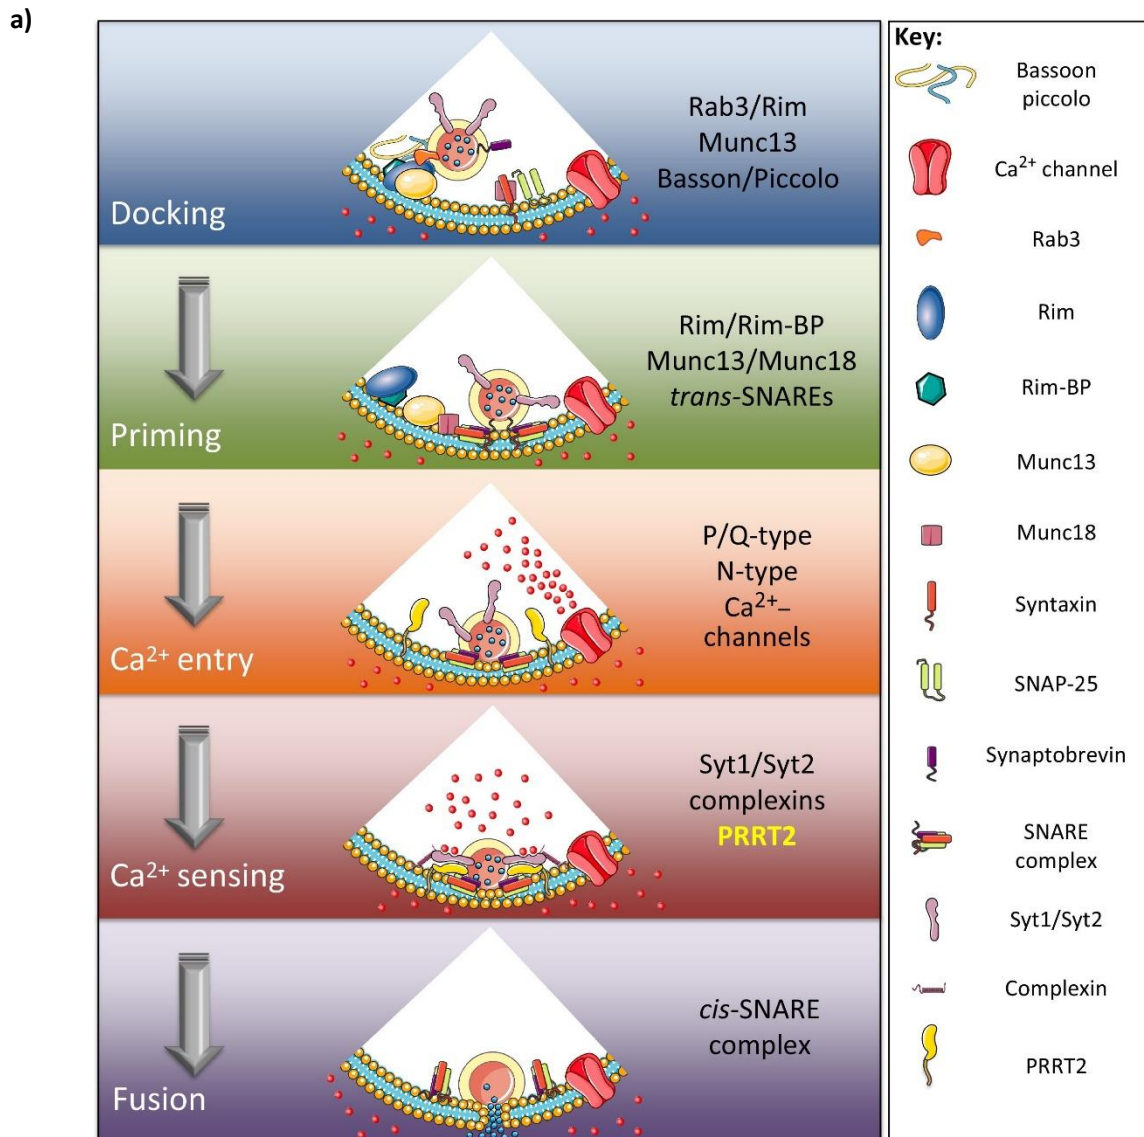 a)
Rab3/Rim
Munc13
Basson/Piccolo
Docking
Rim/Rim-BP
Munc13/Munc18
trans-SNAREs
Priming
P/Q-type
N-type
Ca²⁺–
channels
Ca²⁺ entry
Syt1/Syt2
complexins
PRRT2
Ca²⁺ sensing
cis-SNARE
complex
Fusion
Key:
Bassoon
piccolo
Ca²⁺ channel
Rab3
Rim
Rim-BP
Munc13
Munc18
Syntaxin
SNAP-25
Synaptobrevin
SNARE
complex
Syt1/Syt2
Complexin
PRRT2